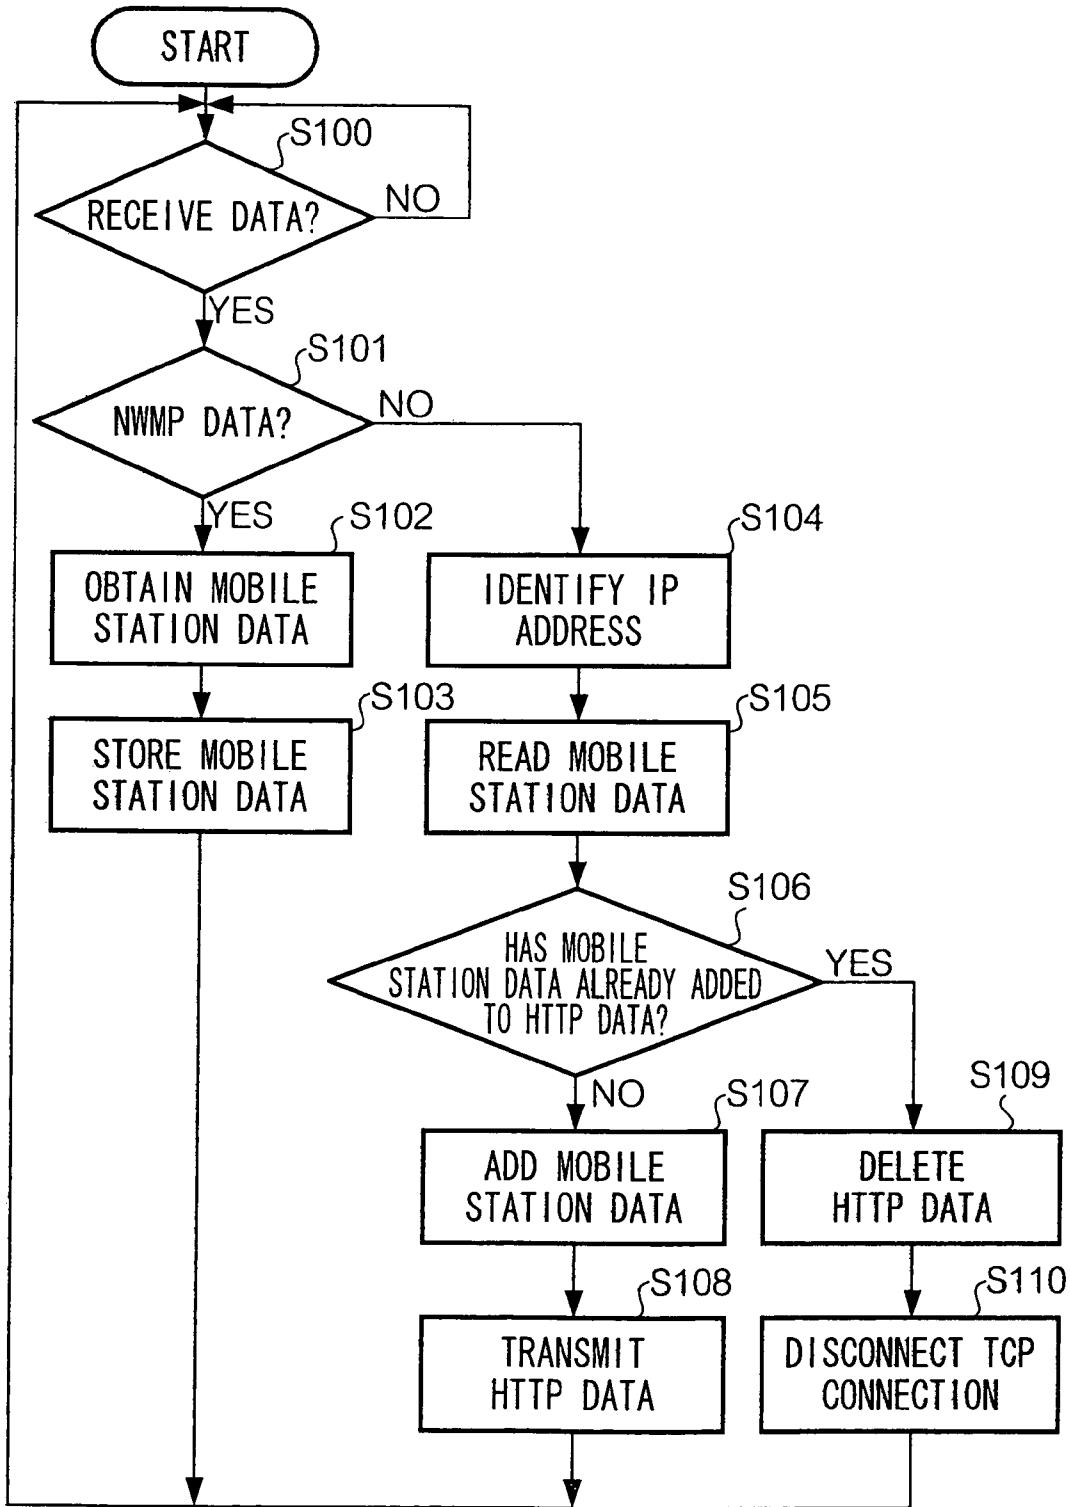 START
S100
RECEIVE DATA?
NO
YES
S101
NWMP DATA?
NO
YES
S102
OBTAIN MOBILE
STATION DATA
S104
IDENTIFY IP
ADDRESS
S103
STORE MOBILE
STATION DATA
S105
READ MOBILE
STATION DATA
S106
HAS MOBILE
STATION DATA ALREADY ADDED
TO HTTP DATA?
YES
NO
S107
ADD MOBILE
STATION DATA
S109
DELETE
HTTP DATA
S108
TRANSMIT
HTTP DATA
S110
DISCONNECT TCP
CONNECTION